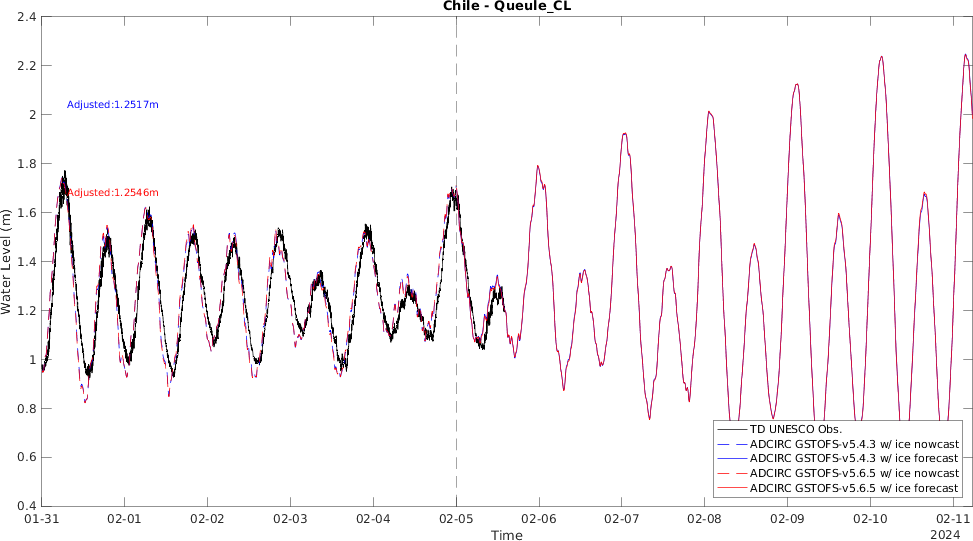 Chile - Queule_CL
2.4
2.2
2
1.8
1.6
1.4
1.2
1
0.8
0.6
0.4
Water Level (m)
Adjusted:1.2517m
Adjusted:1.2546m
TD UNESCO Obs.
ADCIRC GSTOFS-v5.4.3 w/ ice nowcast
ADCIRC GSTOFS-v5.4.3 w/ ice forecast
ADCIRC GSTOFS-v5.6.5 w/ ice nowcast
ADCIRC GSTOFS-v5.6.5 w/ ice forecast
01-31 02-01 02-02 02-03 02-04 02-05 02-06 02-07 02-08 02-09 02-10 02-11
Time
2024